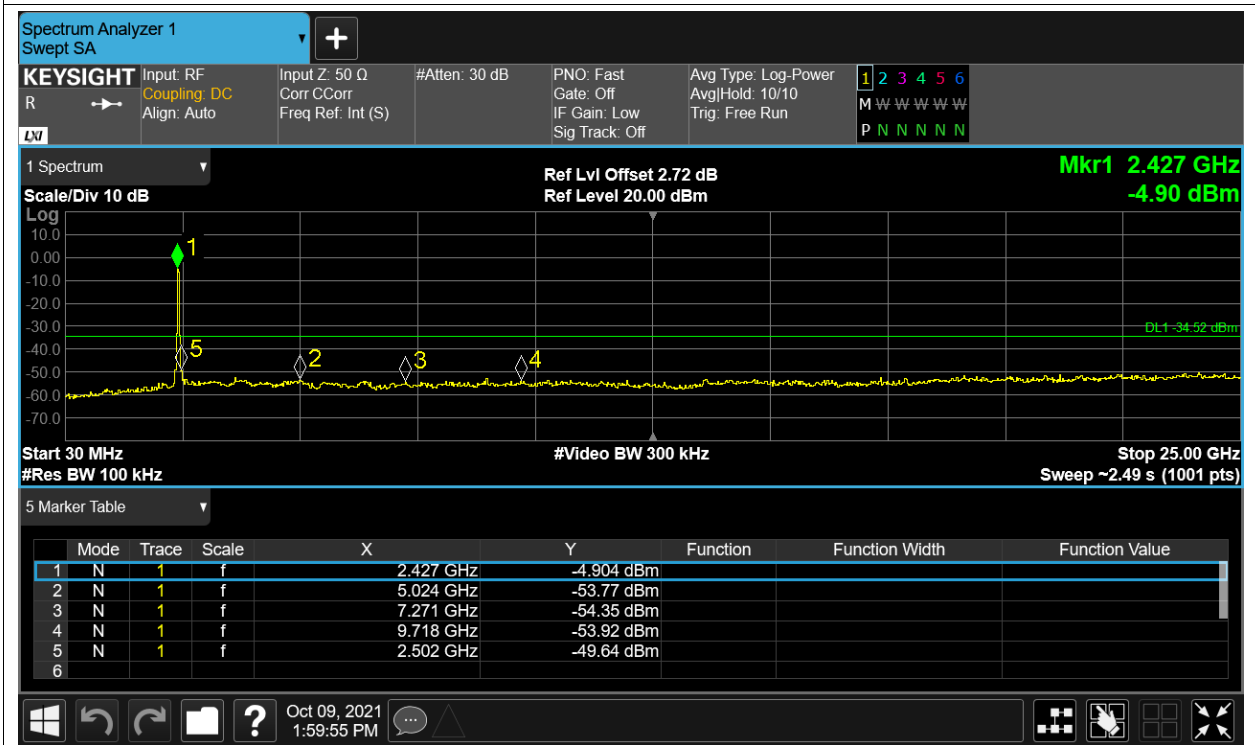 Spectrum Analyzer 1
Swept SA
KEYSIGHT
R
LXI
Input: RF
Coupling: DC
Align: Auto
Input Z: 50 Ω
Corr CCorr
Freq Ref: Int (S)
#Atten: 30 dB
PNO: Fast
Gate: Off
IF Gain: Low
Sig Track: Off
Avg Type: Log-Power
Avg|Hold: 10/10
Trig: Free Run
1 2 3 4 5 6
M W W W W W
P N N N N N
1 Spectrum
Scale/Div 10 dB
Ref Lvl Offset 2.72 dB
Ref Level 20.00 dBm
Mkr1 2.427 GHz
-4.90 dBm
Log
10.0
0.00
-10.0
-20.0
-30.0
-40.0
-50.0
-60.0
-70.0
1
5
2
3
4
DL1 -34.52 dBm
Start 30 MHz
#Res BW 100 kHz
#Video BW 300 kHz
Stop 25.00 GHz
Sweep ~2.49 s (1001 pts)
5 Marker Table
Mode Trace Scale X Y Function Function Width Function Value
1 N 1 f 2.427 GHz -4.904 dBm
2 N 1 f 5.024 GHz -53.77 dBm
3 N 1 f 7.271 GHz -54.35 dBm
4 N 1 f 9.718 GHz -53.92 dBm
5 N 1 f 2.502 GHz -49.64 dBm
6
?
Oct 09, 2021
1:59:55 PM